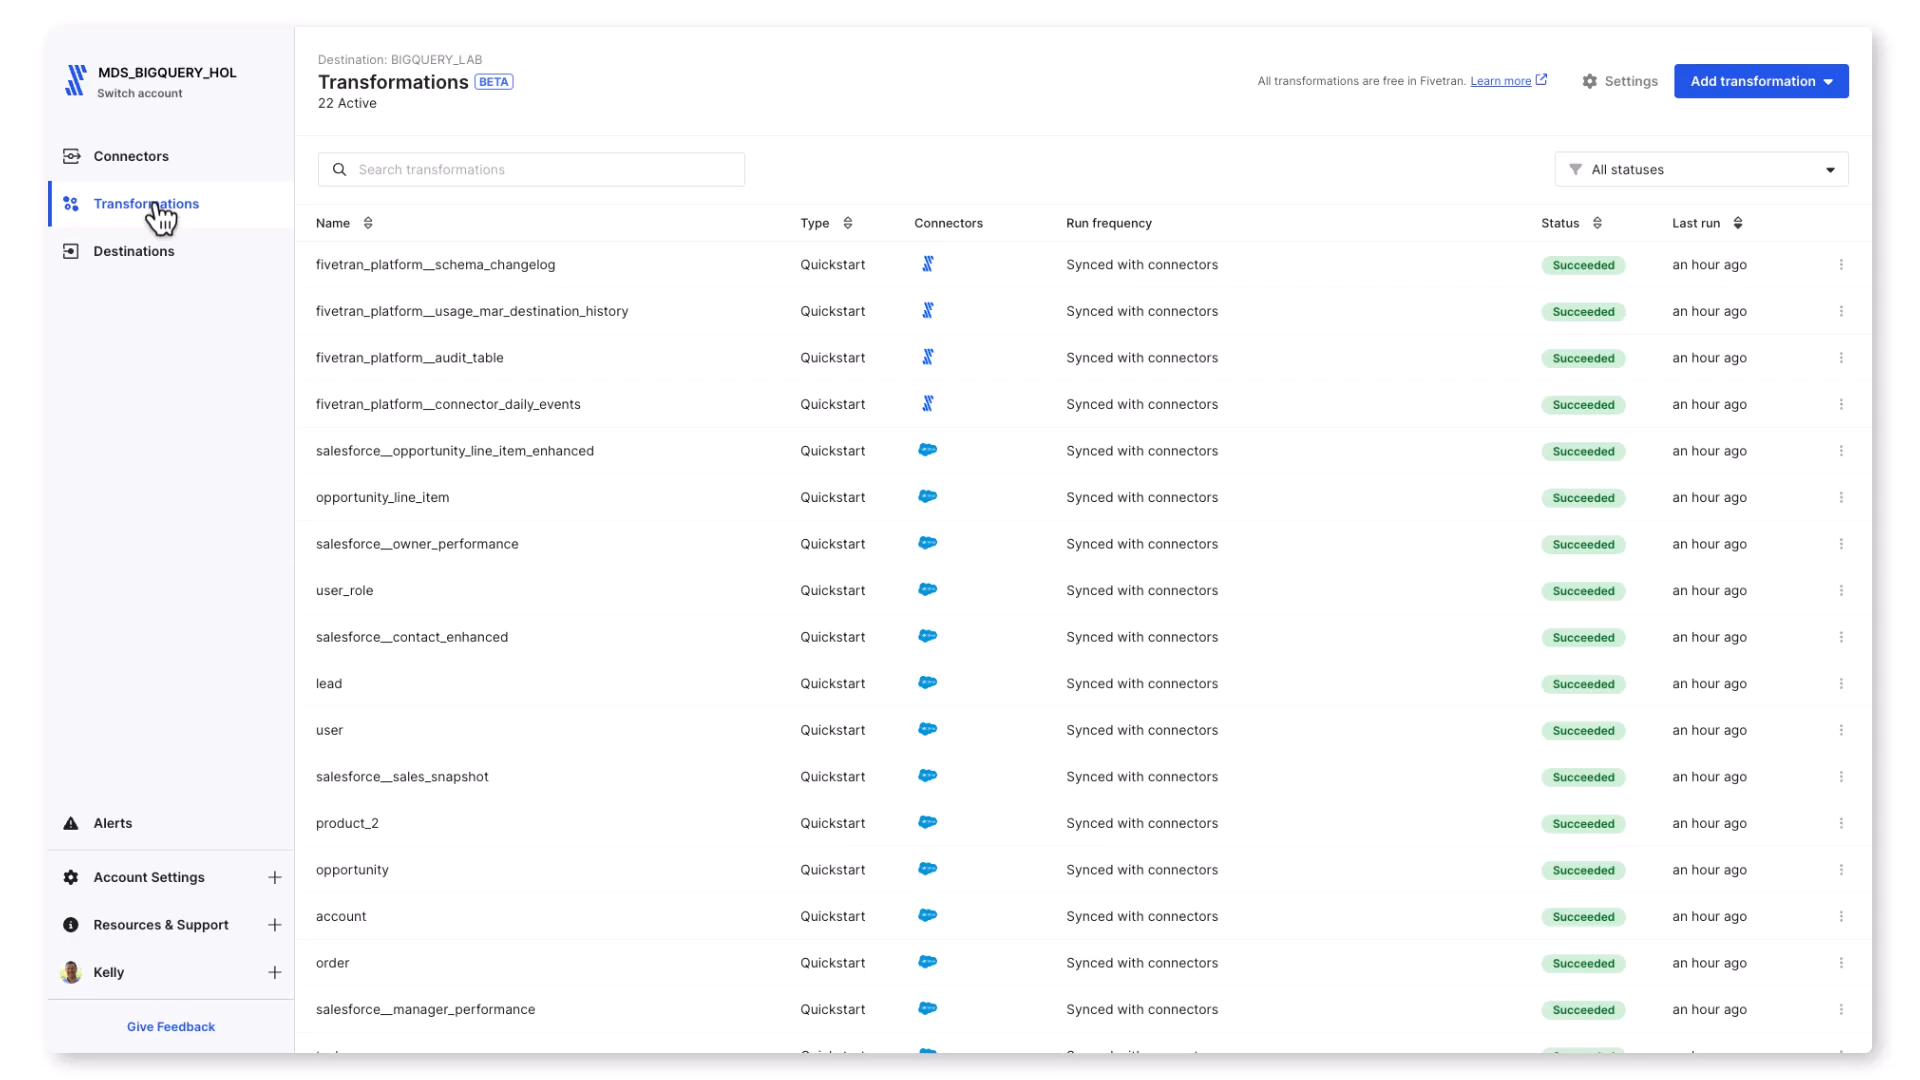 MDS_BIGQUERY_HOL
Switch account
Connectors
Transformations
Destinations
Alerts
Account Settings
Resources & Support
Kelly
Give Feedback
Destination: BIGQUERY_LAB
Transformations BETA
22 Active
All transformations are free in Fivetran. Learn more
Settings
Add transformation
Search transformations
All statuses
Name Type Connectors Run frequency Status Last run
fivetran_platform__schema_changelog Quickstart Synced with connectors Succeeded an hour ago
fivetran_platform__usage_mar_destination_history Quickstart Synced with connectors Succeeded an hour ago
fivetran_platform__audit_table Quickstart Synced with connectors Succeeded an hour ago
fivetran_platform__connector_daily_events Quickstart Synced with connectors Succeeded an hour ago
salesforce__opportunity_line_item_enhanced Quickstart Synced with connectors Succeeded an hour ago
opportunity_line_item Quickstart Synced with connectors Succeeded an hour ago
salesforce__owner_performance Quickstart Synced with connectors Succeeded an hour ago
user_role Quickstart Synced with connectors Succeeded an hour ago
salesforce__contact_enhanced Quickstart Synced with connectors Succeeded an hour ago
lead Quickstart Synced with connectors Succeeded an hour ago
user Quickstart Synced with connectors Succeeded an hour ago
salesforce__sales_snapshot Quickstart Synced with connectors Succeeded an hour ago
product_2 Quickstart Synced with connectors Succeeded an hour ago
opportunity Quickstart Synced with connectors Succeeded an hour ago
account Quickstart Synced with connectors Succeeded an hour ago
order Quickstart Synced with connectors Succeeded an hour ago
salesforce__manager_performance Quickstart Synced with connectors Succeeded an hour ago